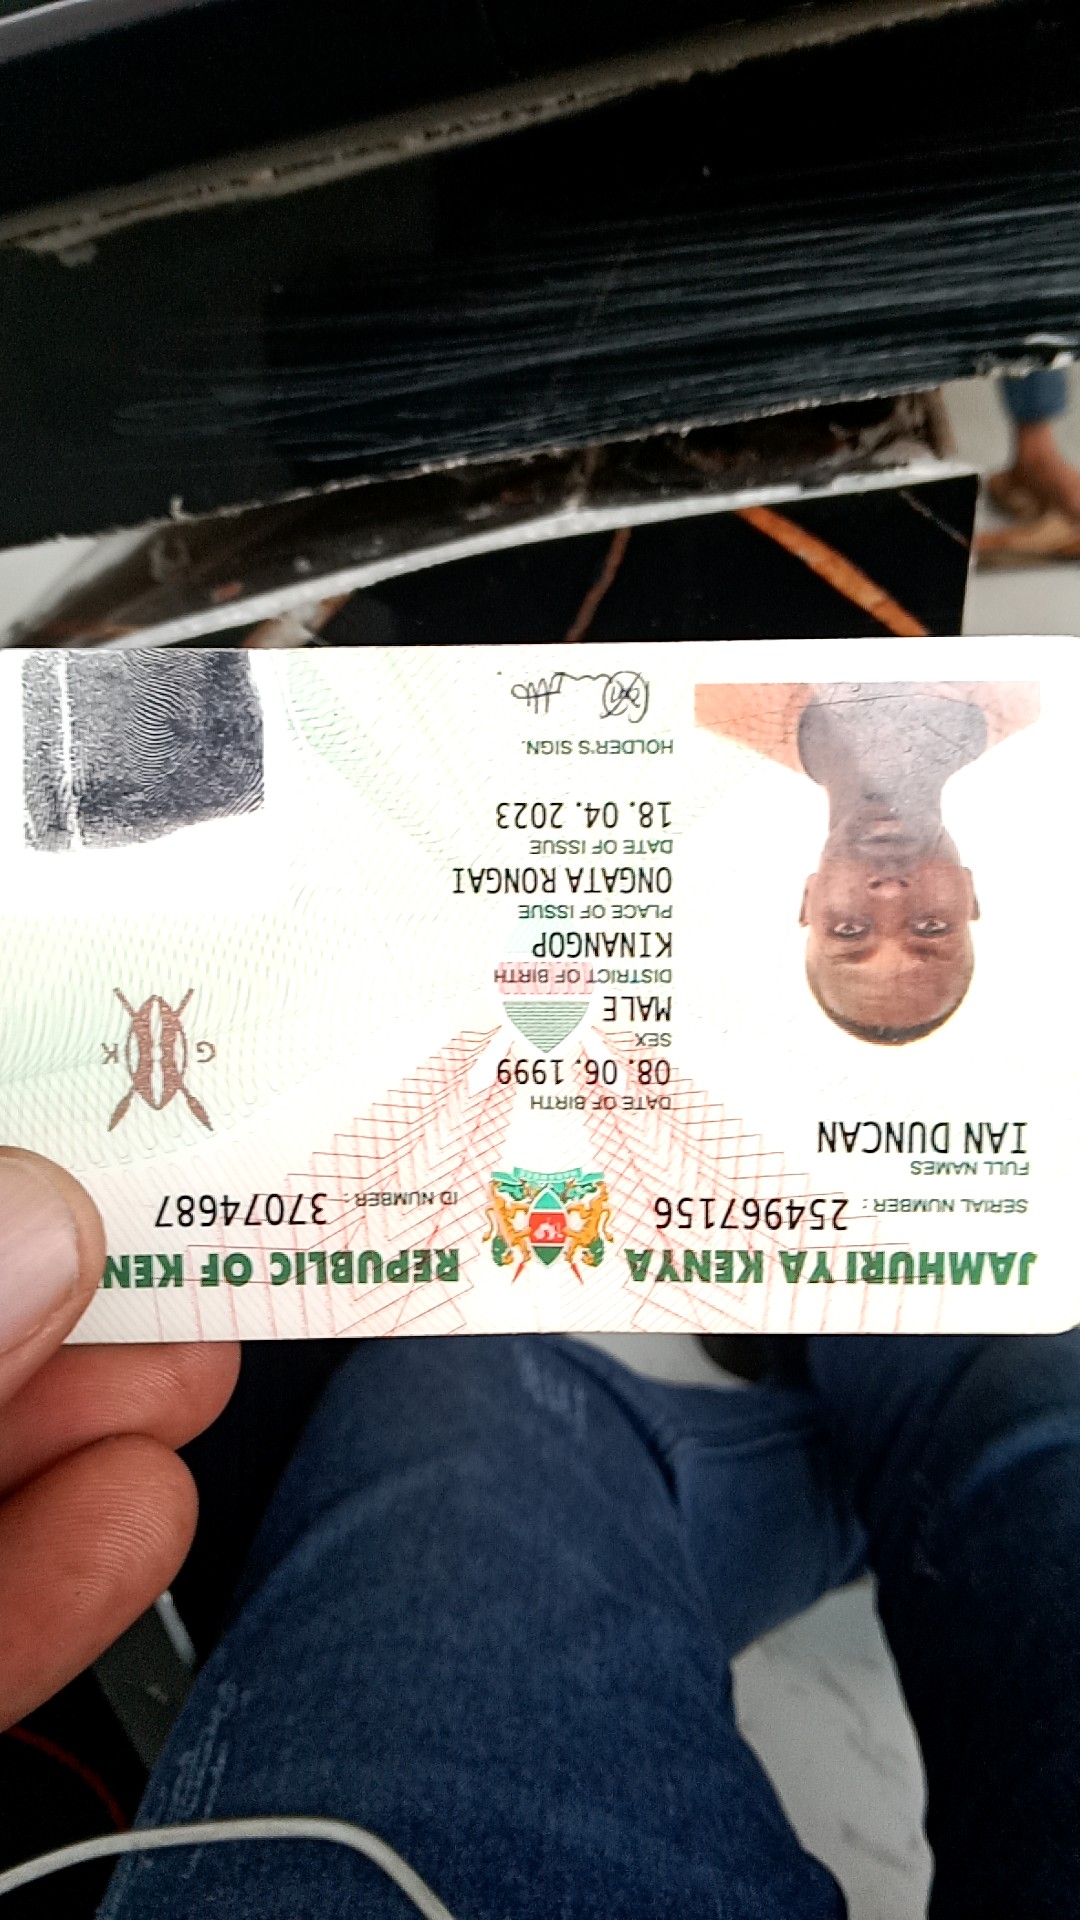 JAMHURI YA KENYA REPUBLIC OF KEN
SERIAL NUMBER: 254967156 ID NUMBER: 37074687
FULL NAMES
IAN DUNCAN
DATE OF BIRTH
08. 06. 1999
SEX
MALE
DISTRICT OF BIRTH
KINANGOP
PLACE OF ISSUE
ONGATA RONGAI
DATE OF ISSUE
18. 04. 2023
HOLDER'S SIGN.
G K